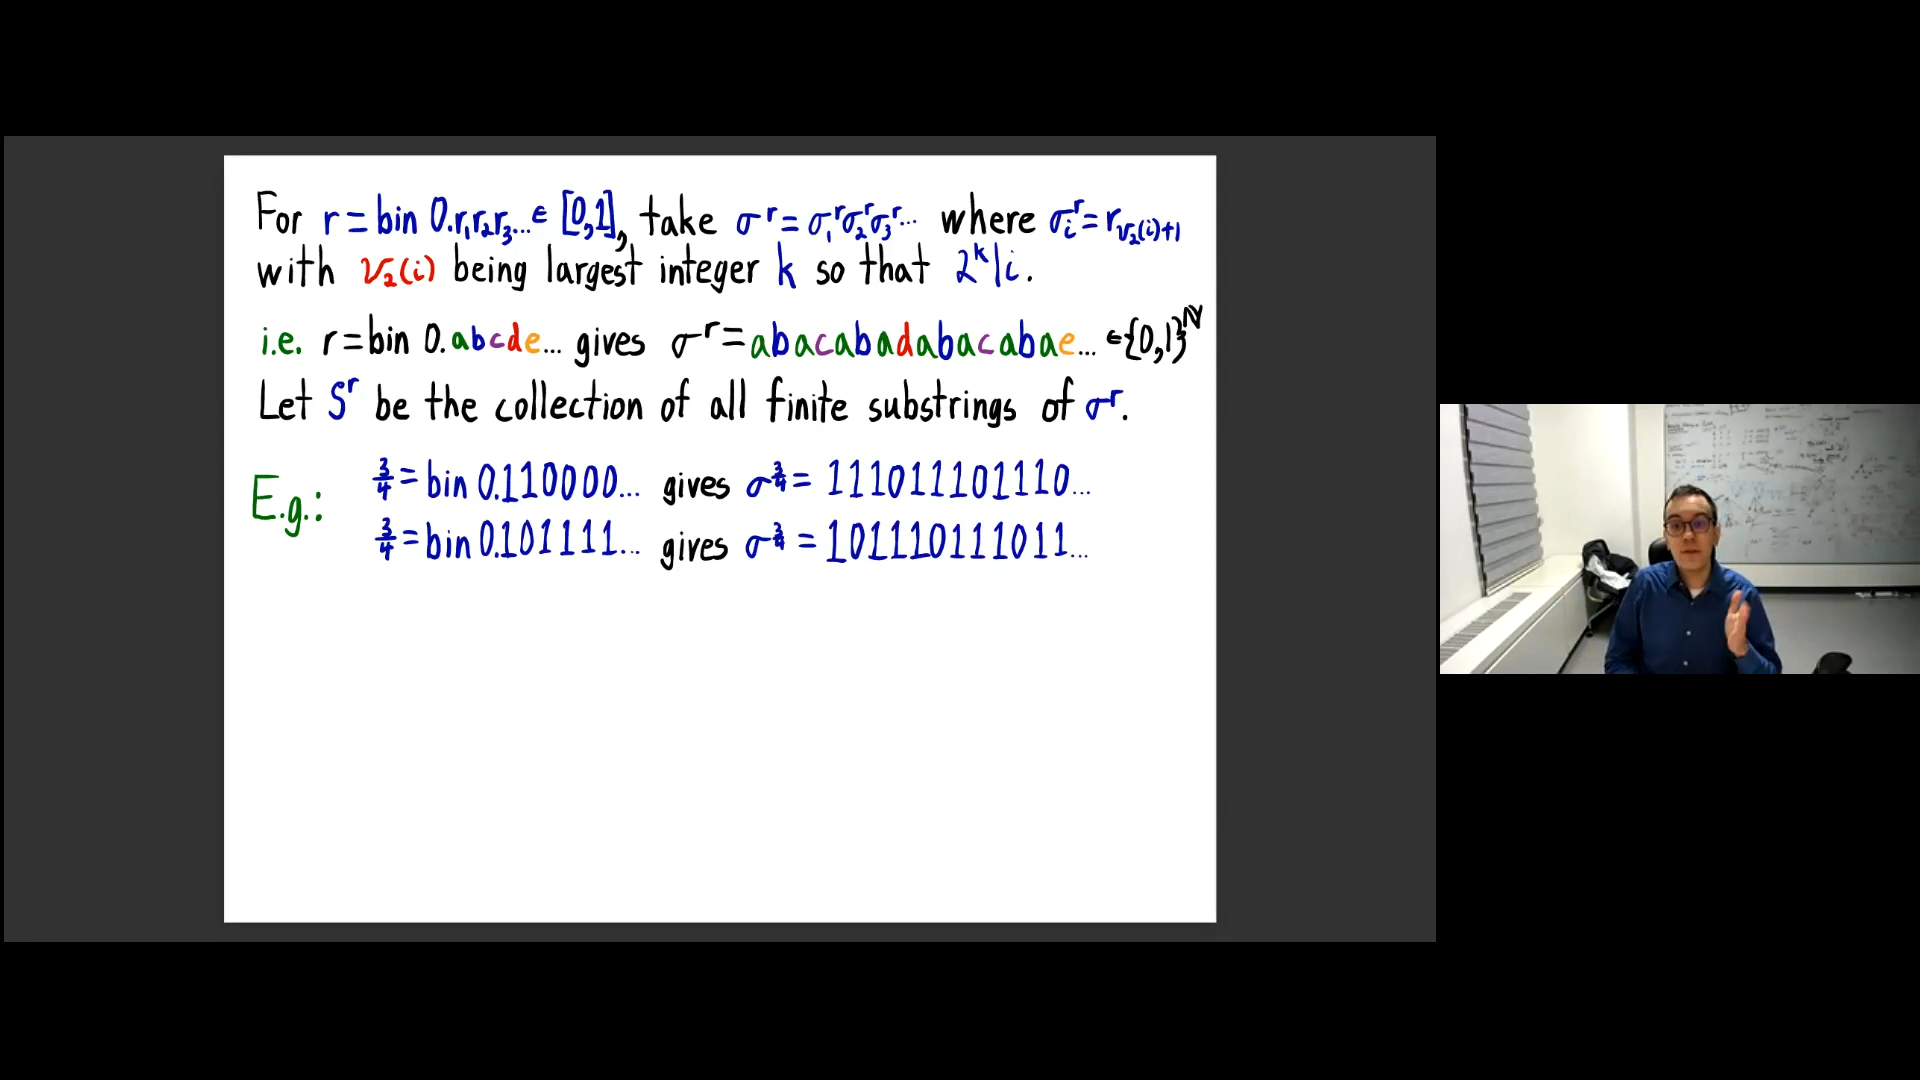 For r = bin 0.r₁r₂r₃... ∈ [0,1], take σʳ = σ₁ʳσ₂ʳσ₃ʳ... where σᵢʳ = r_{v₂(i)+1}
with v₂(i) being largest integer k so that 2ᵏ|i.
i.e. r = bin 0.abcde... gives σʳ = abacabadabacabae... ∈ {0,1}^ℕ
Let Sʳ be the collection of all finite substrings of σʳ.
E.g.: 3/4 = bin 0.110000... gives σ^{3/4} = 111011101110...
3/4 = bin 0.101111... gives σ^{3/4} = 101110111011...